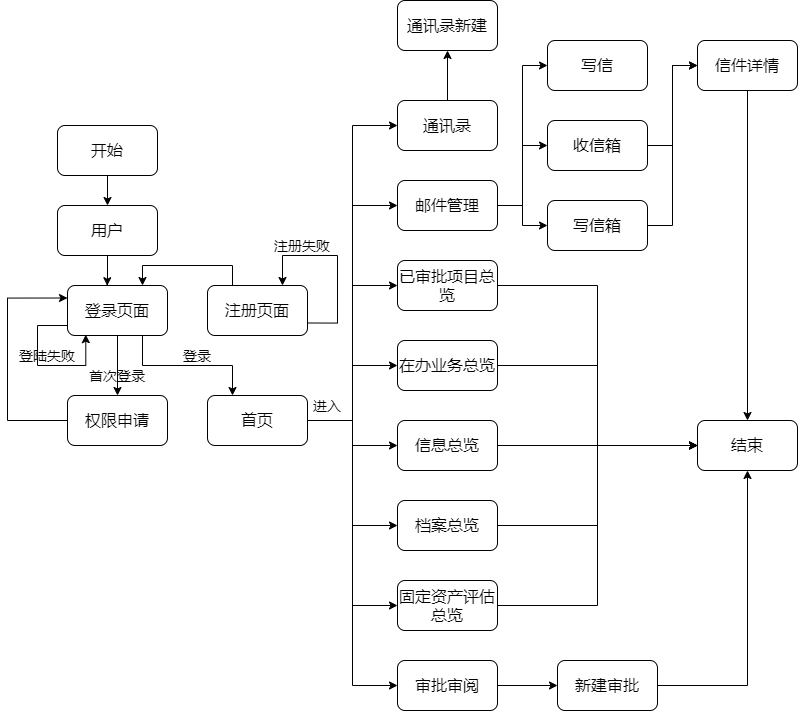 通讯录新建
写信
信件详情
通讯录
开始
收信箱
邮件管理
用户
写信箱
注册失败
已审批项目总
览
登录页面
注册页面
登陆失败
登录
在办业务总览
首次登录
进入
权限申请
首页
信息总览
结束
档案总览
固定资产评估
总览
审批审阅
新建审批